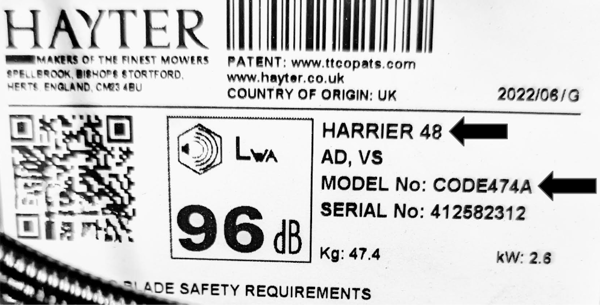 HAYTER
MAKERS OF THE FINEST MOWERS
SPELLBROOK, BISHOPS STORTFORD,
HERTS, ENGLAND, CM23 4BU
PATENT: www.ttcopats.com
www.hayter.co.uk
COUNTRY OF ORIGIN: UK
2022/06/G
LWA
96 dB
HARRIER 48
AD, VS
MODEL No: CODE474A
SERIAL No: 412582312
Kg: 47.4
kW: 2.6
BLADE SAFETY REQUIREMENTS